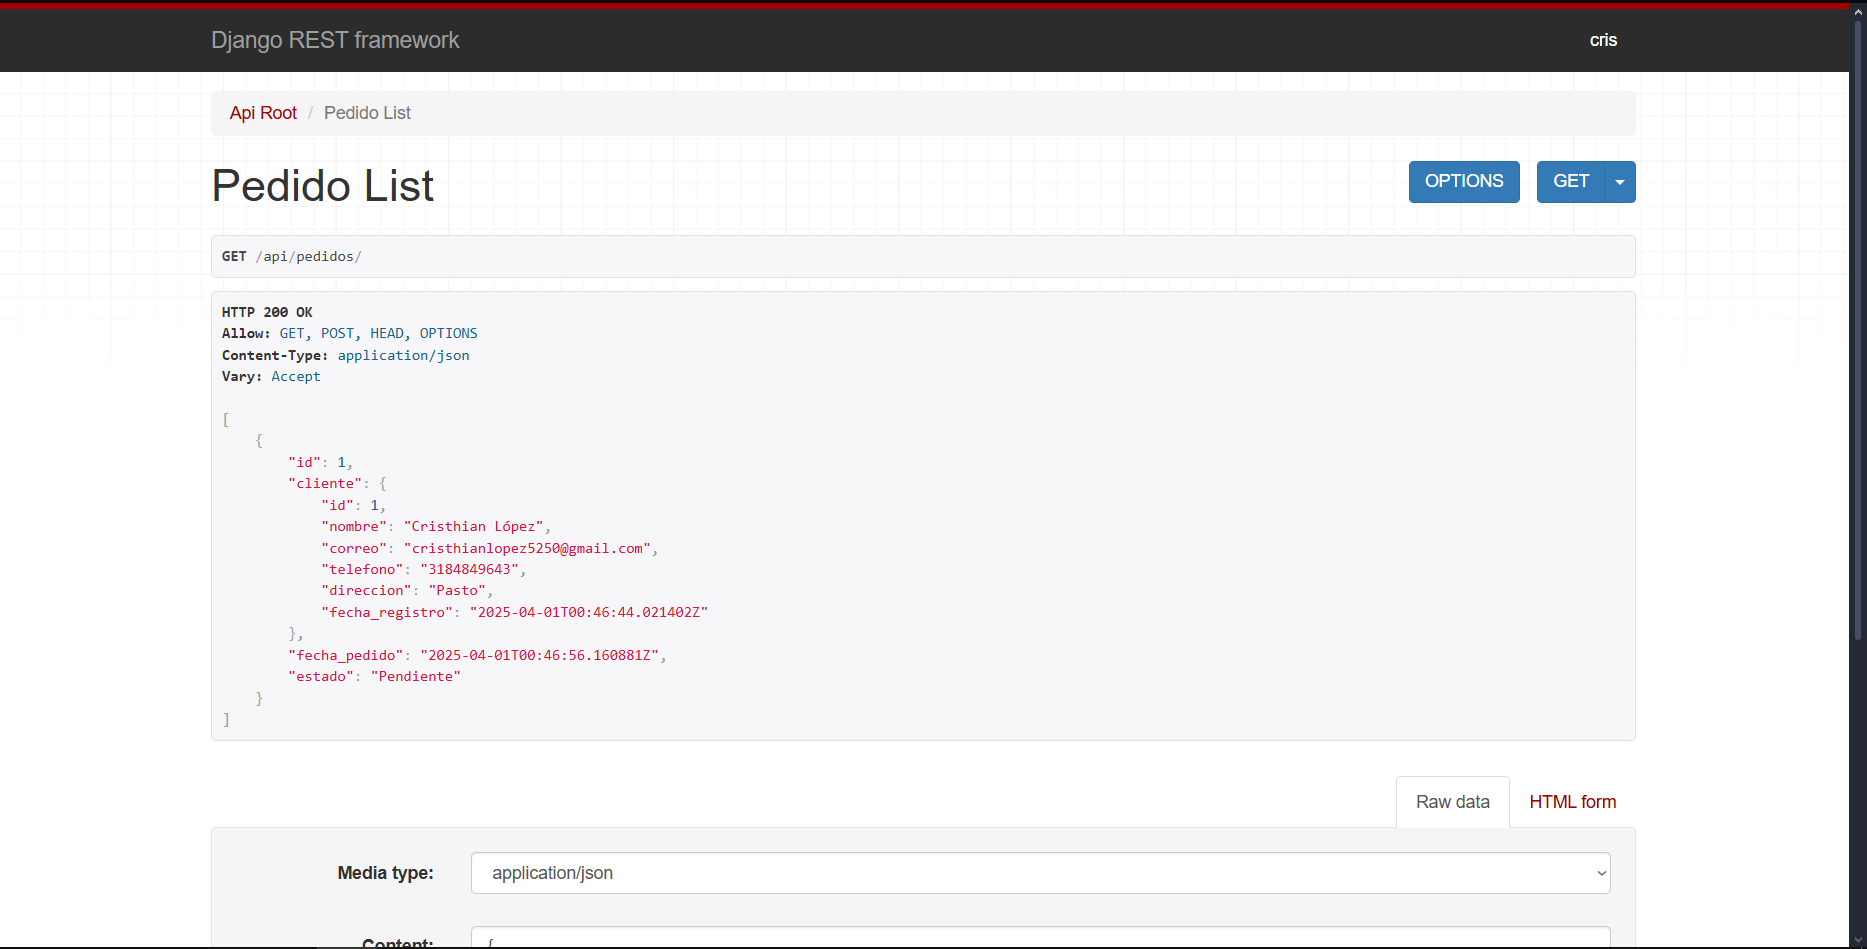 Django REST framework
cris
Api Root / Pedido List
Pedido List
OPTIONS
GET
GET /api/pedidos/
HTTP 200 OK
Allow: GET, POST, HEAD, OPTIONS
Content-Type: application/json
Vary: Accept
[
    {
        "id": 1,
        "cliente": {
            "id": 1,
            "nombre": "Cristhian López",
            "correo": "cristhianlopez5250@gmail.com",
            "telefono": "3184849643",
            "direccion": "Pasto",
            "fecha_registro": "2025-04-01T00:46:44.021402Z"
        },
        "fecha_pedido": "2025-04-01T00:46:56.160881Z",
        "estado": "Pendiente"
    }
]
Raw data
HTML form
Media type:
application/json
Content:
{